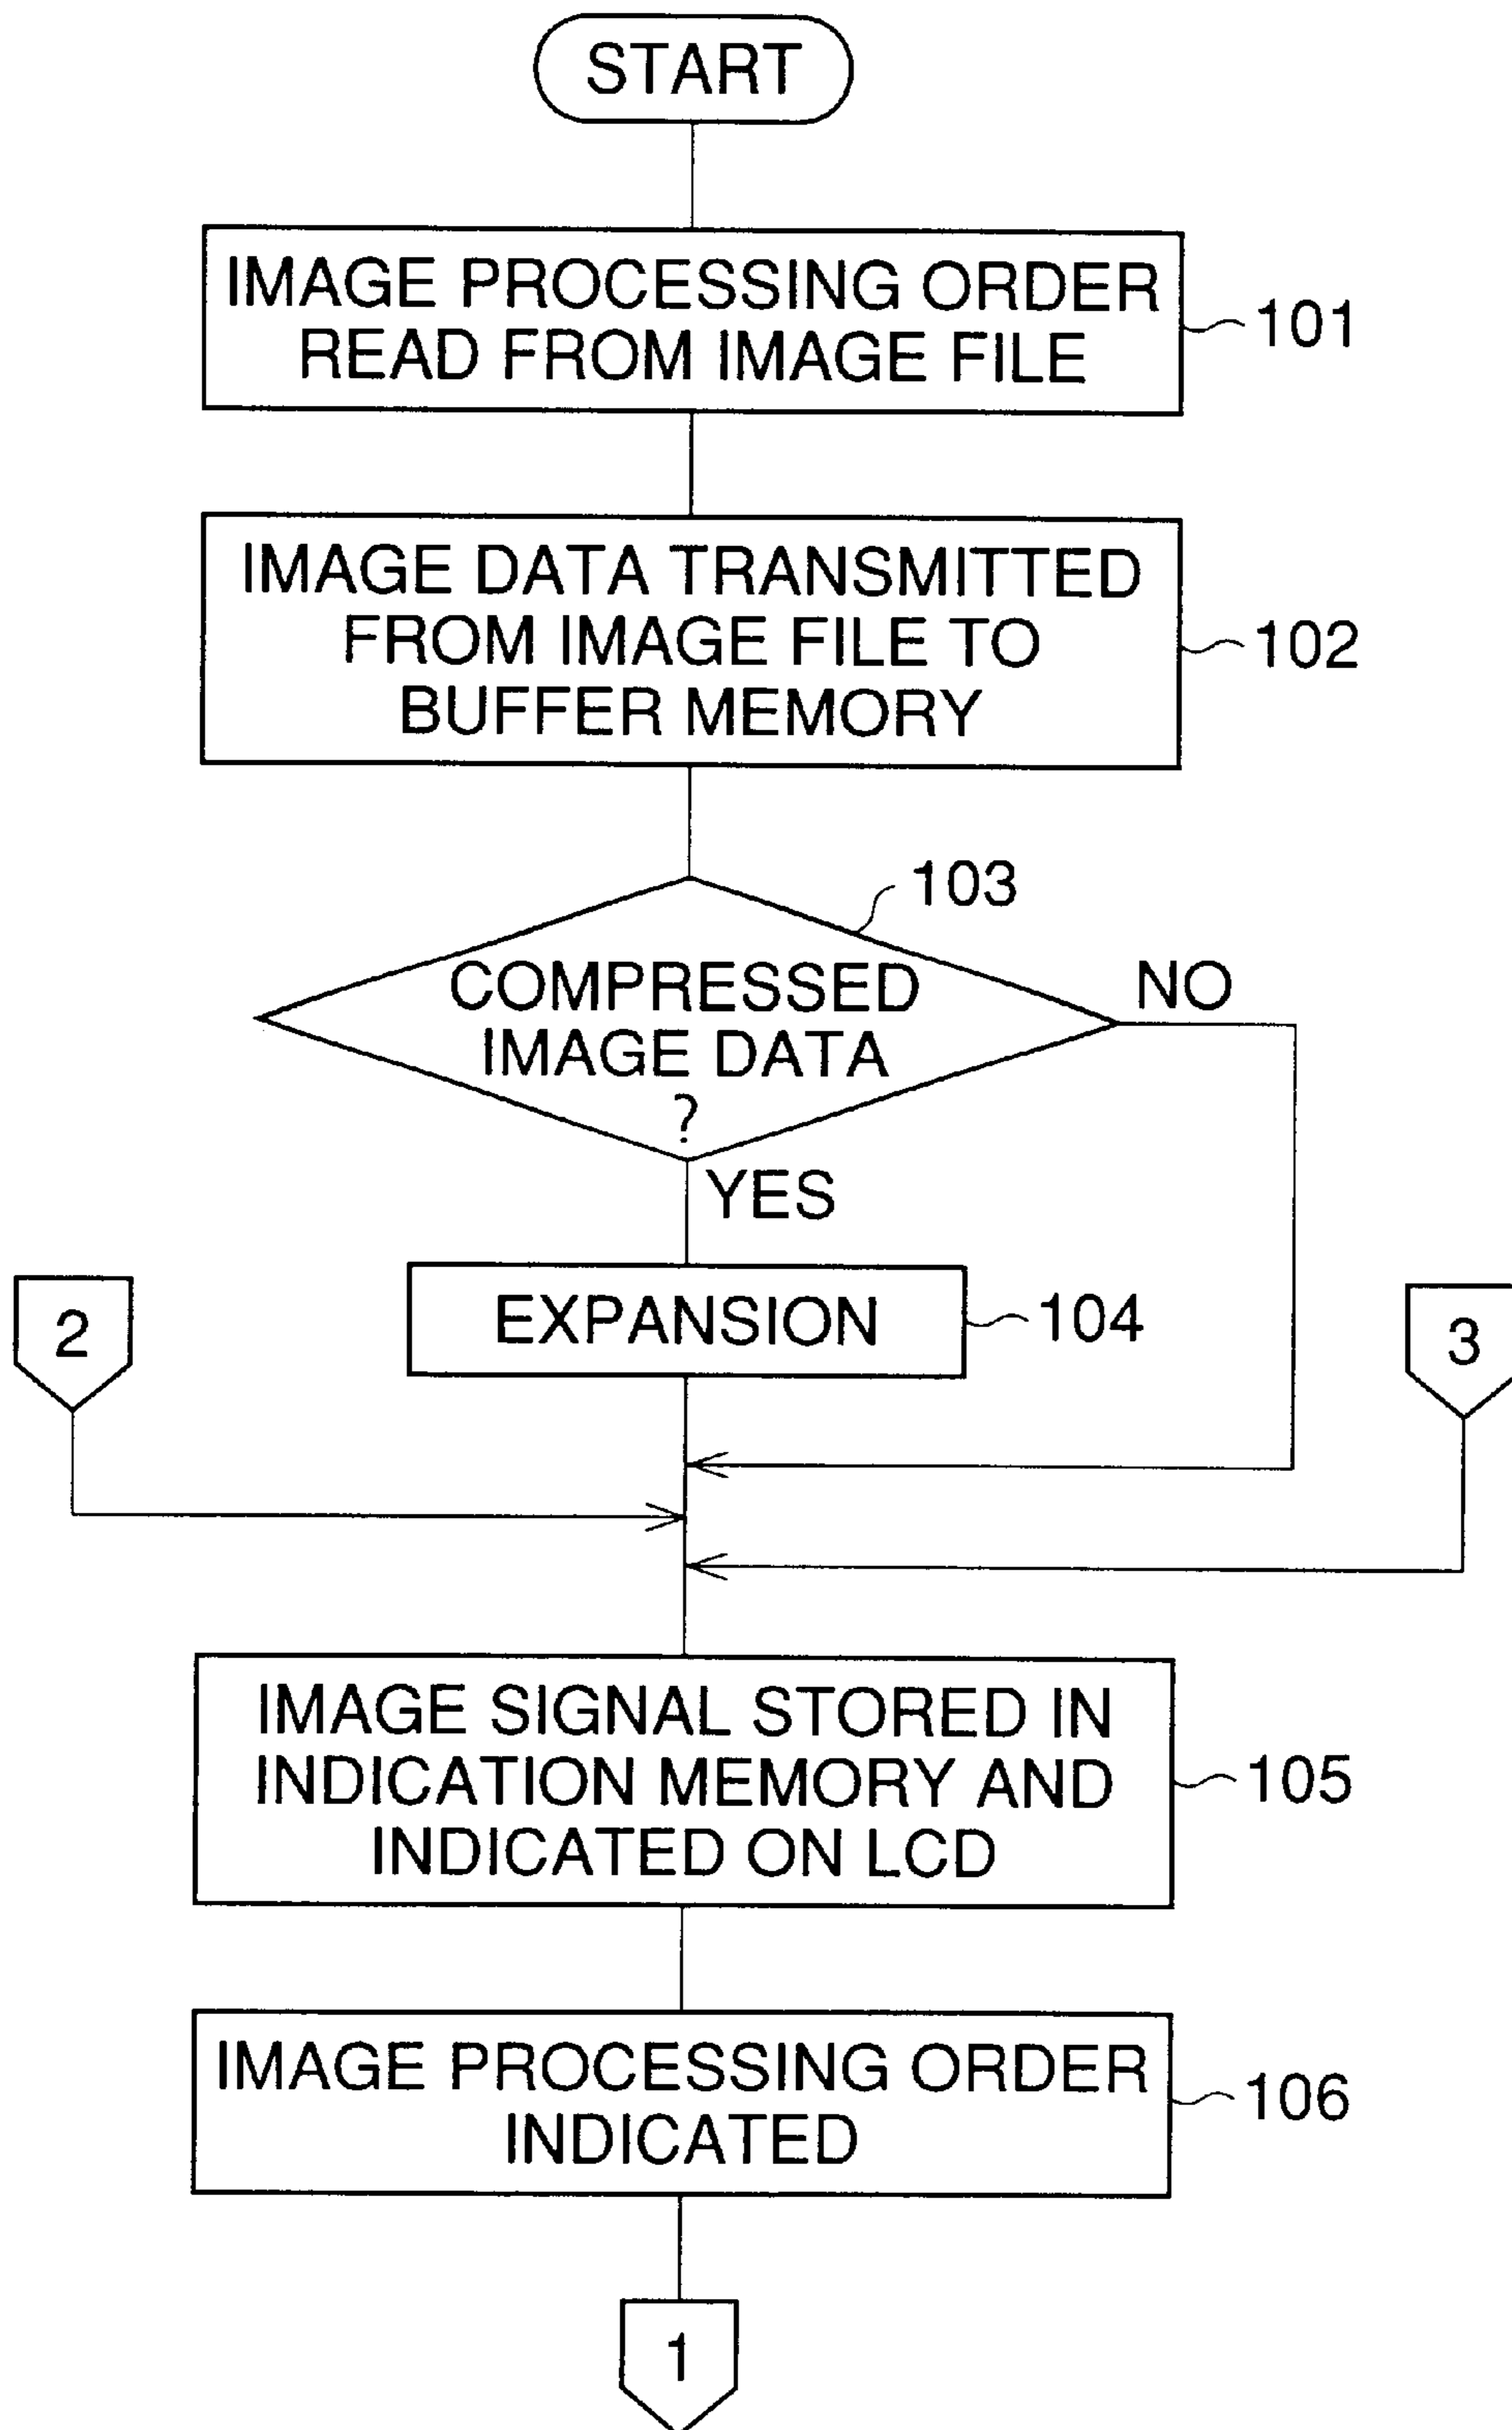 START
IMAGE PROCESSING ORDER
READ FROM IMAGE FILE
101
IMAGE DATA TRANSMITTED
FROM IMAGE FILE TO
BUFFER MEMORY
102
103
COMPRESSED
IMAGE DATA
?
NO
YES
2
EXPANSION
104
3
IMAGE SIGNAL STORED IN
INDICATION MEMORY AND
INDICATED ON LCD
105
IMAGE PROCESSING ORDER
INDICATED
106
1